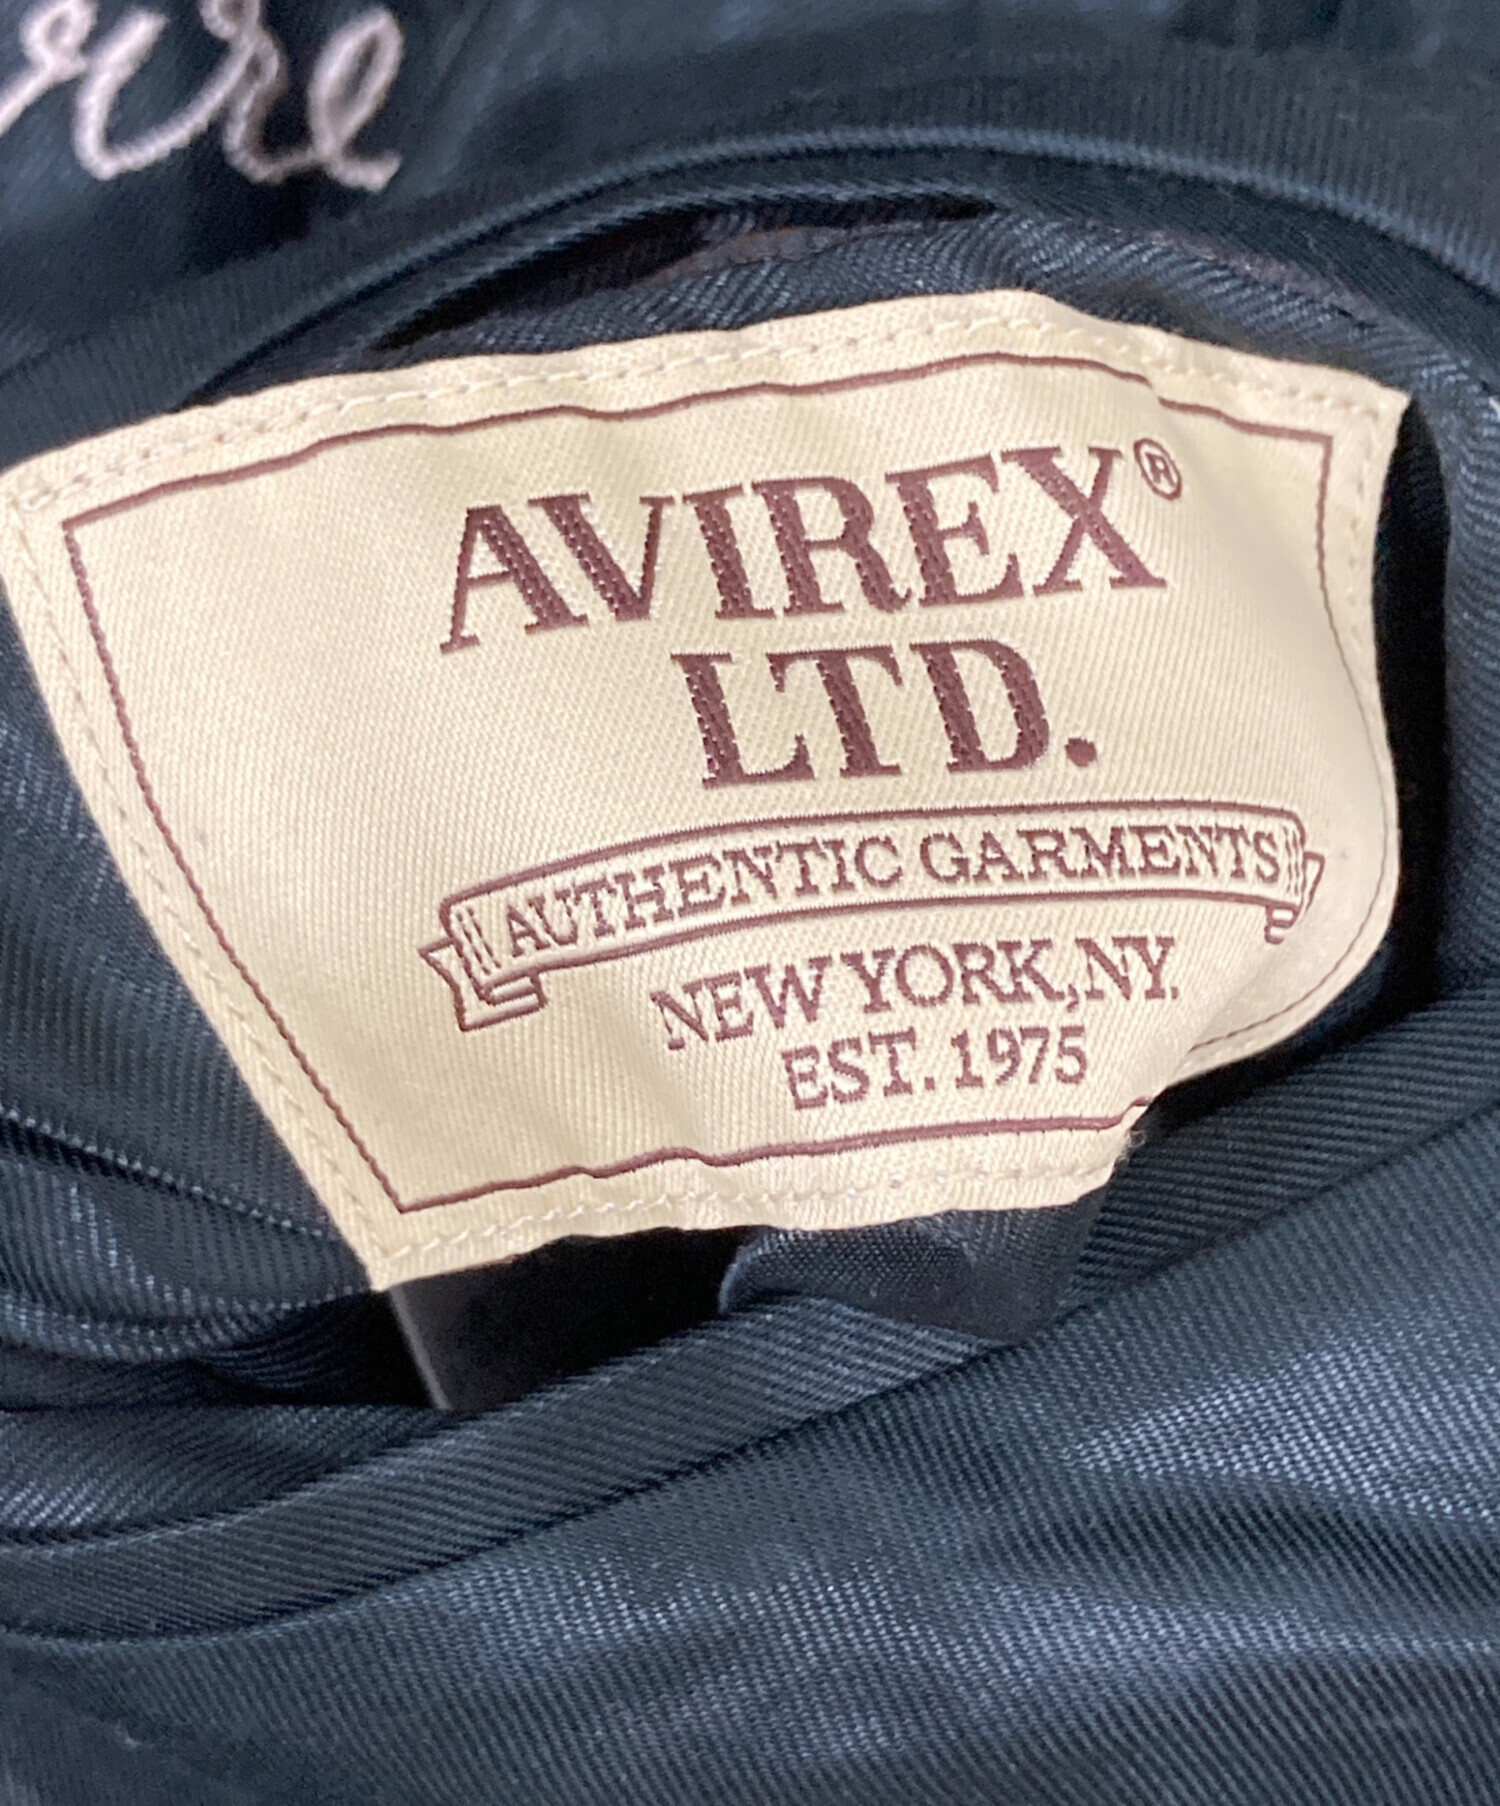 AVIREX®
LTD.
AUTHENTIC GARMENTS
NEW YORK, NY.
EST. 1975